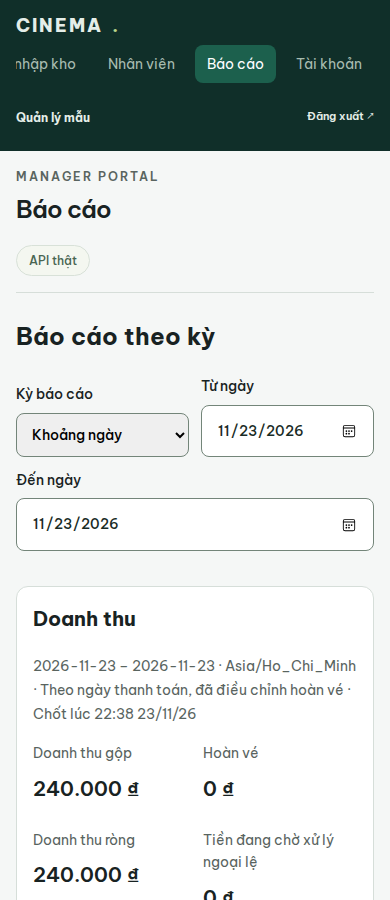 CINEMA .
nhập kho Nhân viên Báo cáo Tài khoản
Quản lý mẫu Đăng xuất ↗
MANAGER PORTAL
Báo cáo
API thật
Báo cáo theo kỳ
Kỳ báo cáo
Khoảng ngày
Từ ngày
11/23/2026
Đến ngày
11/23/2026
Doanh thu
2026-11-23 – 2026-11-23 · Asia/Ho_Chi_Minh
· Theo ngày thanh toán, đã điều chỉnh hoàn vé ·
Chốt lúc 22:38 23/11/26
Doanh thu gộp
240.000 ₫
Hoàn vé
0 ₫
Doanh thu ròng
240.000 ₫
Tiền đang chờ xử lý
ngoại lệ
0 ₫